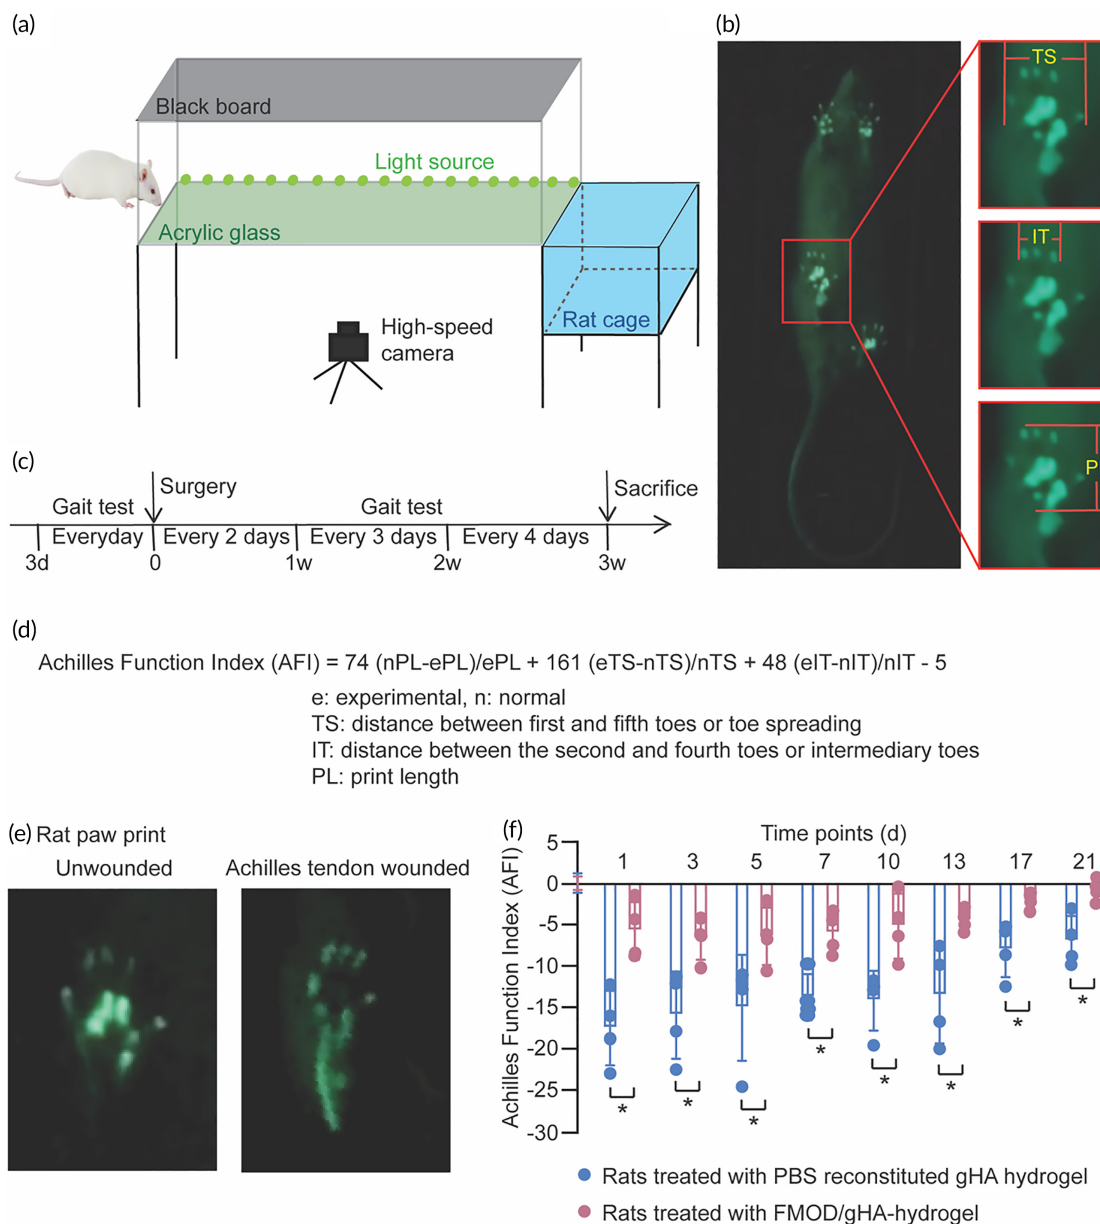 (a)
Black board
Light source
Acrylic glass
Rat cage
High-speed
camera
(b)
TS
IT
P
(c)
Surgery
Sacrifice
Gait test
Gait test
Everyday
Every 2 days
Every 3 days
Every 4 days
3d
0
1w
2w
3w
(d)
Achilles Function Index (AFI) = 74 (nPL-ePL)/ePL + 161 (eTS-nTS)/nTS + 48 (eIT-nIT)/nIT - 5
e: experimental, n: normal
TS: distance between first and fifth toes or toe spreading
IT: distance between the second and fourth toes or intermediary toes
PL: print length
(e) Rat paw print
Unwounded
Achilles tendon wounded
(f)
Time points (d)
1 3 5 7 10 13 17 21
Achilles Function Index (AFI)
5
0
-5
-10
-15
-20
-25
-30
* * * * * * * *
Rats treated with PBS reconstituted gHA hydrogel
Rats treated with FMOD/gHA-hydrogel